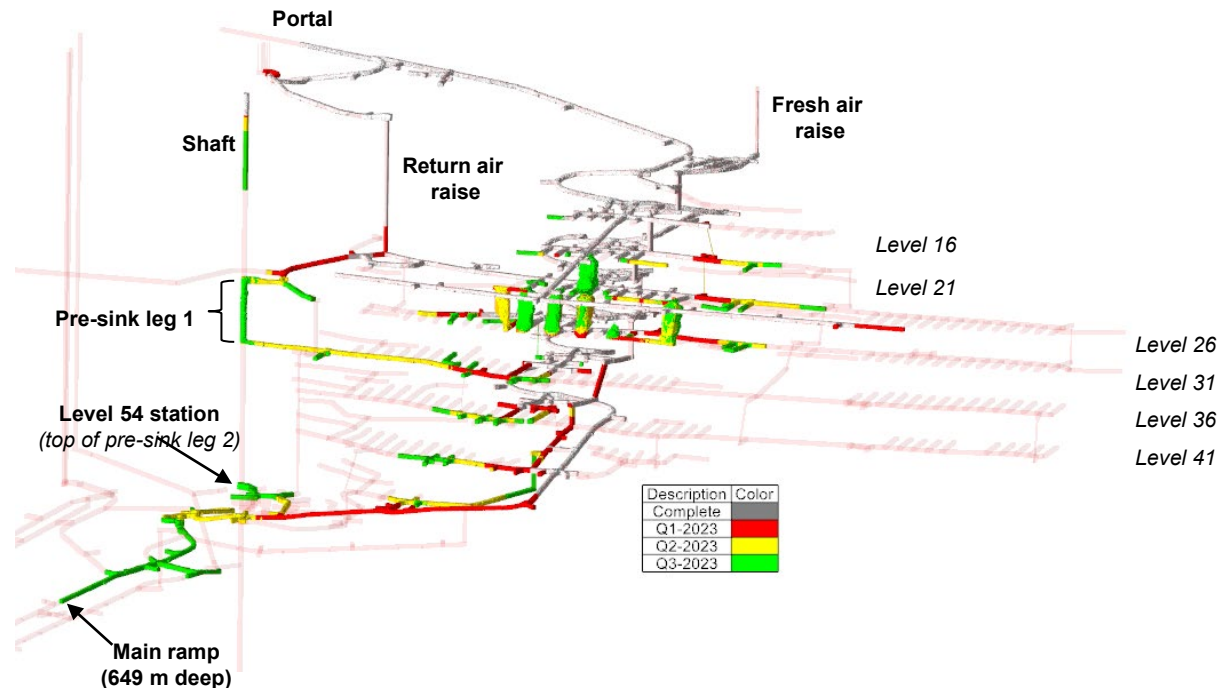 Portal
Fresh air
raise
Shaft
Return air
raise
Level 16
Level 21
Pre-sink leg 1
Level 26
Level 31
Level 54 station
(top of pre-sink leg 2)
Level 36
Level 41
Description Color
Complete
Q1-2023
Q2-2023
Q3-2023
Main ramp
(649 m deep)